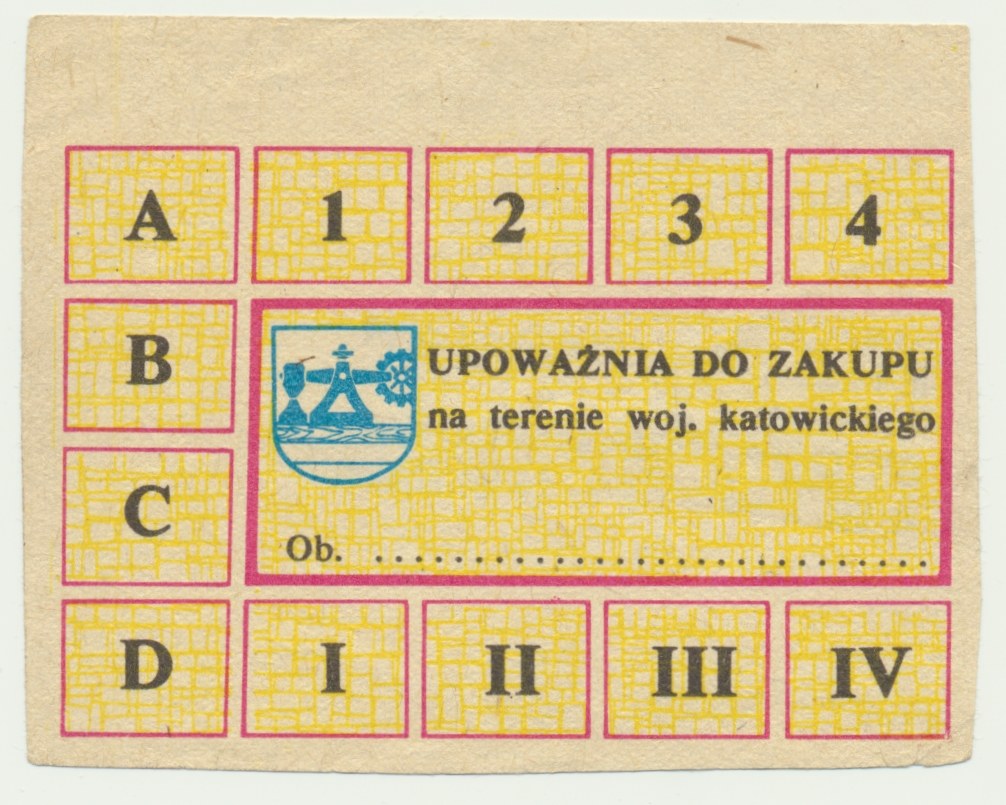 A 1 2 3 4
B
UPOWAŻNIA DO ZAKUPU
na terenie woj. katowickiego
C
Ob. ..............................
D I II III IV